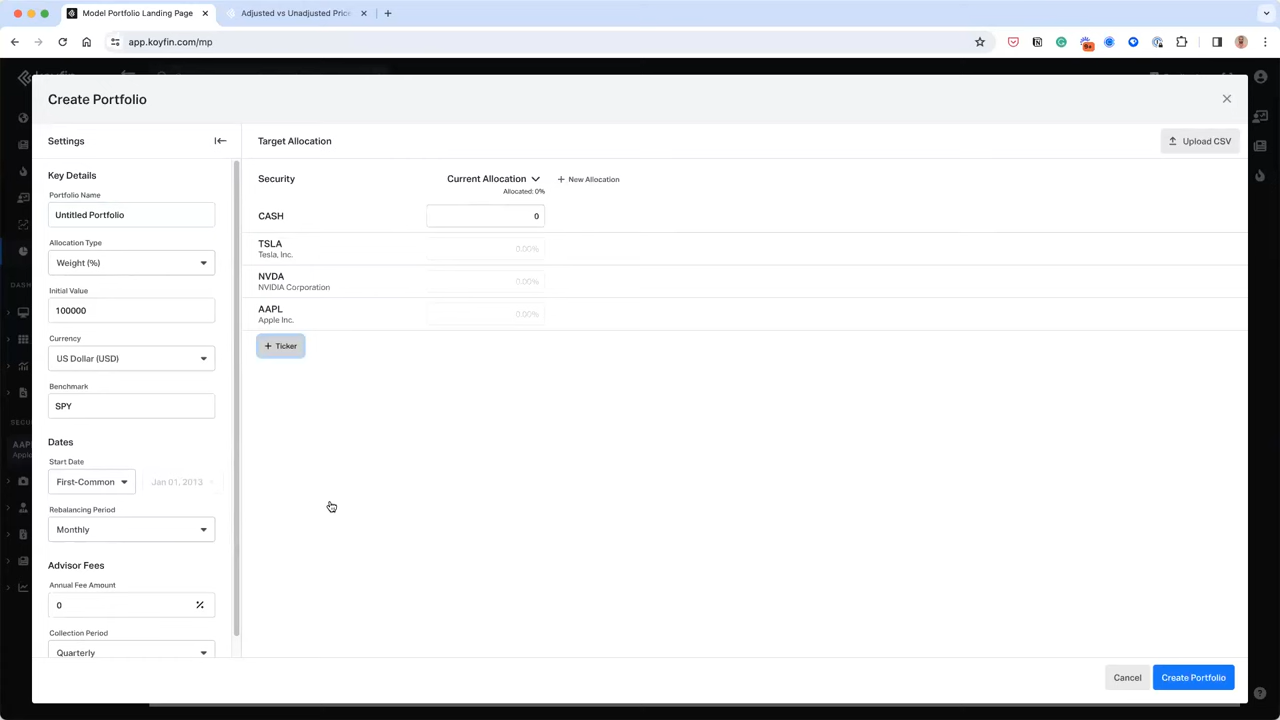 Model Portfolio Landing Page
Adjusted vs Unadjusted Price
app.koyfin.com/mp
9+
Create Portfolio
Settings
Target Allocation
Upload CSV
Key Details
Security
Current Allocation
New Allocation
Allocated: 0%
Portfolio Name
Untitled Portfolio
CASH
0
Allocation Type
Weight (%)
TSLA
Tesla, Inc.
0.00%
NVDA
NVIDIA Corporation
0.00%
Initial Value
100000
AAPL
Apple Inc.
0.00%
Currency
US Dollar (USD)
+ Ticker
Benchmark
SPY
Dates
Start Date
First-Common
Jan 01, 2013
Rebalancing Period
Monthly
Advisor Fees
Annual Fee Amount
0
Collection Period
Quarterly
Cancel
Create Portfolio